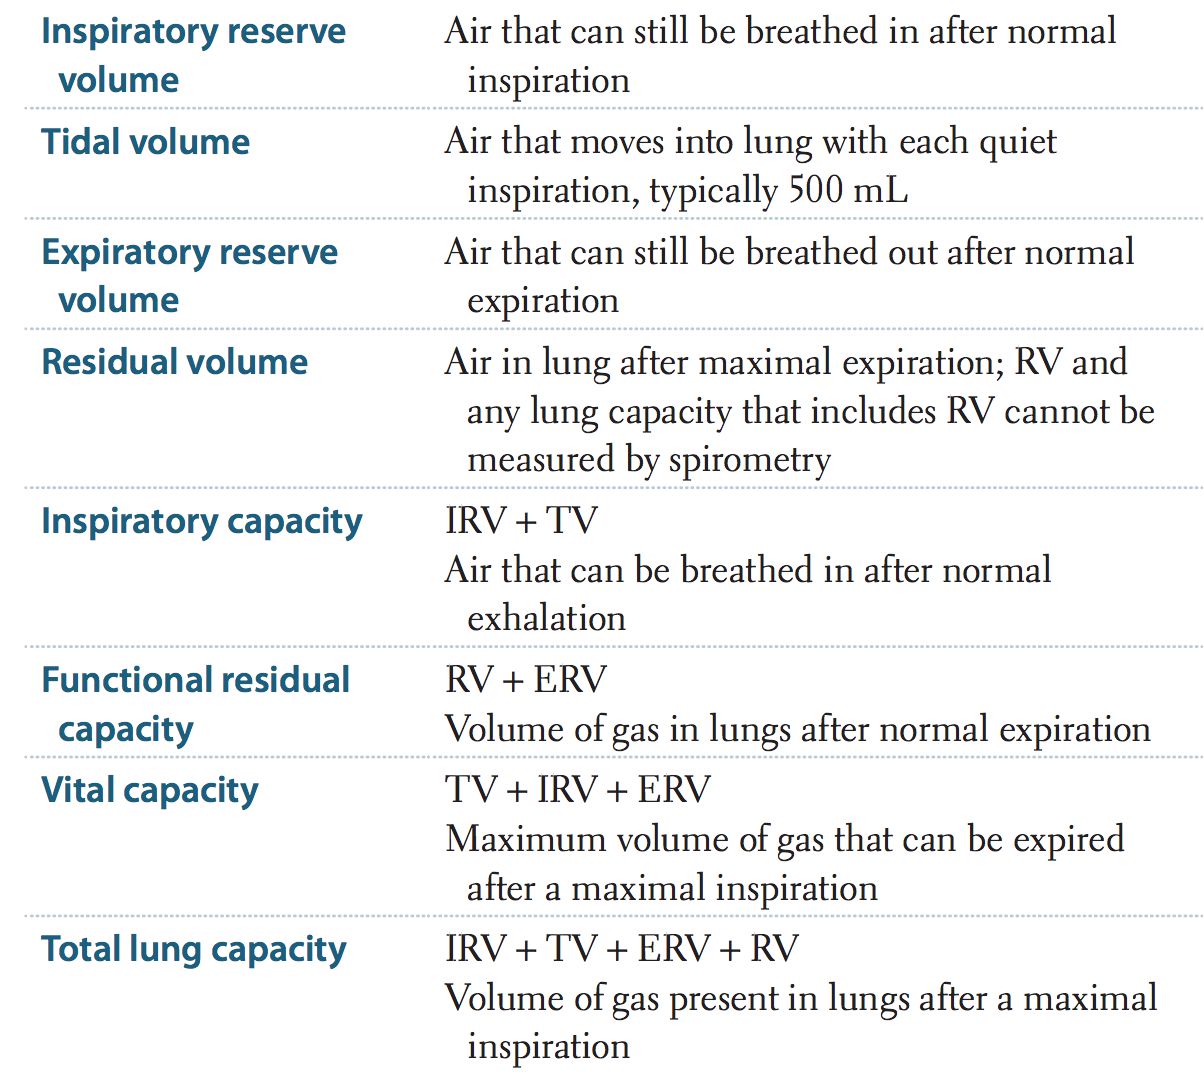 Inspiratory reserve
volume
Air that can still be breathed in after normal
inspiration
Tidal volume
Air that moves into lung with each quiet
inspiration, typically 500 mL
Expiratory reserve
volume
Air that can still be breathed out after normal
expiration
Residual volume
Air in lung after maximal expiration; RV and
any lung capacity that includes RV cannot be
measured by spirometry
Inspiratory capacity
IRV + TV
Air that can be breathed in after normal
exhalation
Functional residual
capacity
RV + ERV
Volume of gas in lungs after normal expiration
Vital capacity
TV + IRV + ERV
Maximum volume of gas that can be expired
after a maximal inspiration
Total lung capacity
IRV + TV + ERV + RV
Volume of gas present in lungs after a maximal
inspiration